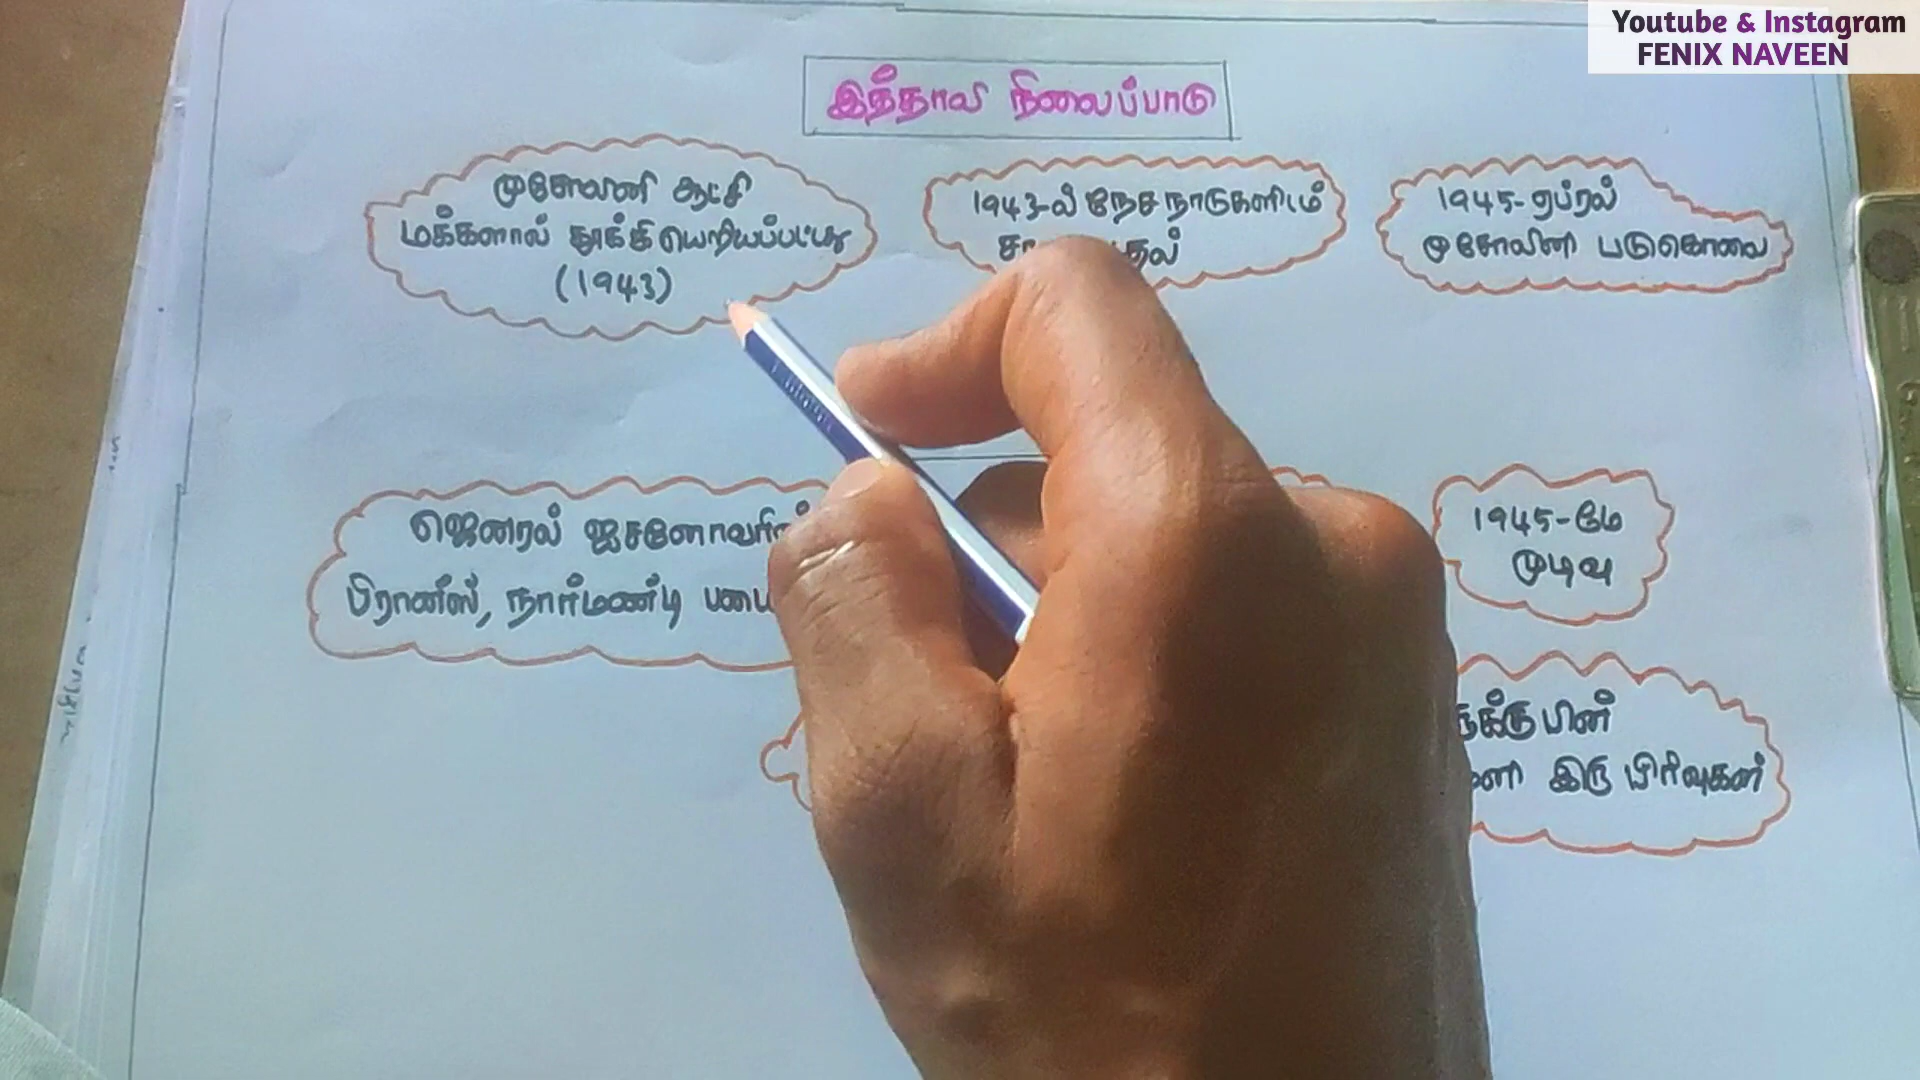 Youtube & Instagram
FENIX NAVEEN
இத்தாலி நிலைப்பாடு
முசோலினி ஆட்சி
மக்களால் தூக்கியெறியப்பட்டது
(1943)
1943-ல் நேசநாடுகளிடம்
1945-ஏப்ரல்
முசோலினி படுகொலை
ஜெனரல் ஐசனோவரின்
பிரான்ஸ், நார்மண்டி
1945-மே
முடிவு
பின்
இரு பிரிவுகள்